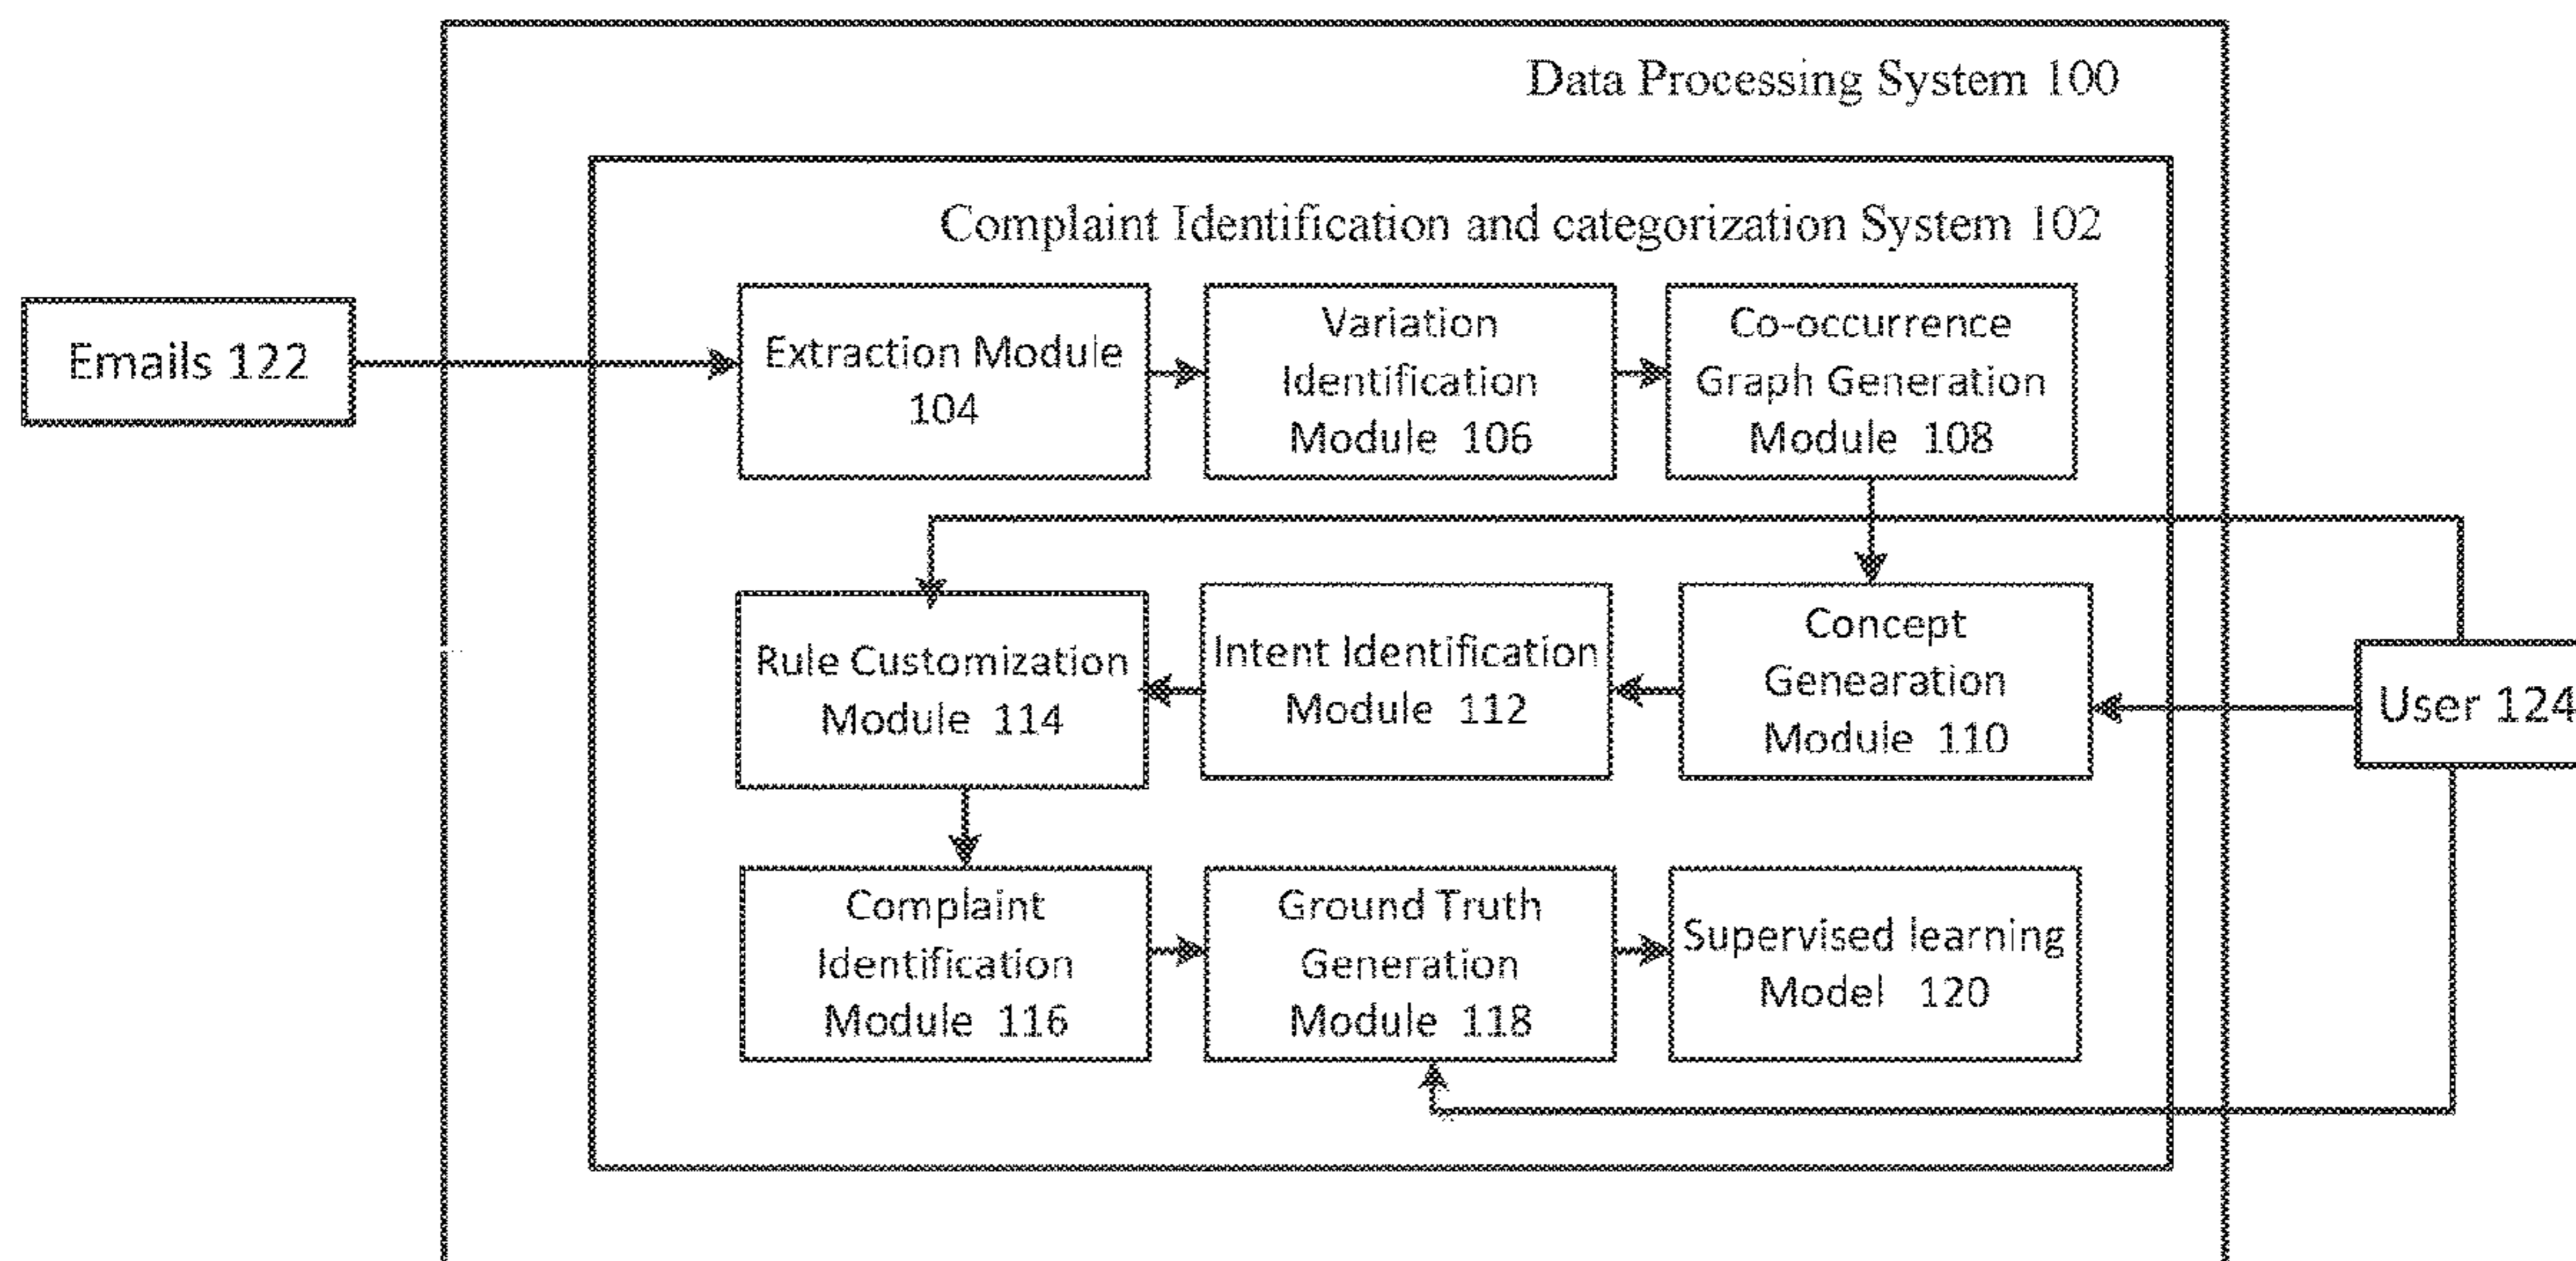 Data Processing System 100
Complaint Identification and categorization System 102
Emails 122
Extraction Module
104
Variation
Identification
Module 106
Co-occurrence
Graph Generation
Module 108
Rule Customization
Module 114
Intent Identification
Module 112
Concept
Genearation
Module 110
User 124
Complaint
Identification
Module 116
Ground Truth
Generation
Module 118
Supervised learning
Model 120